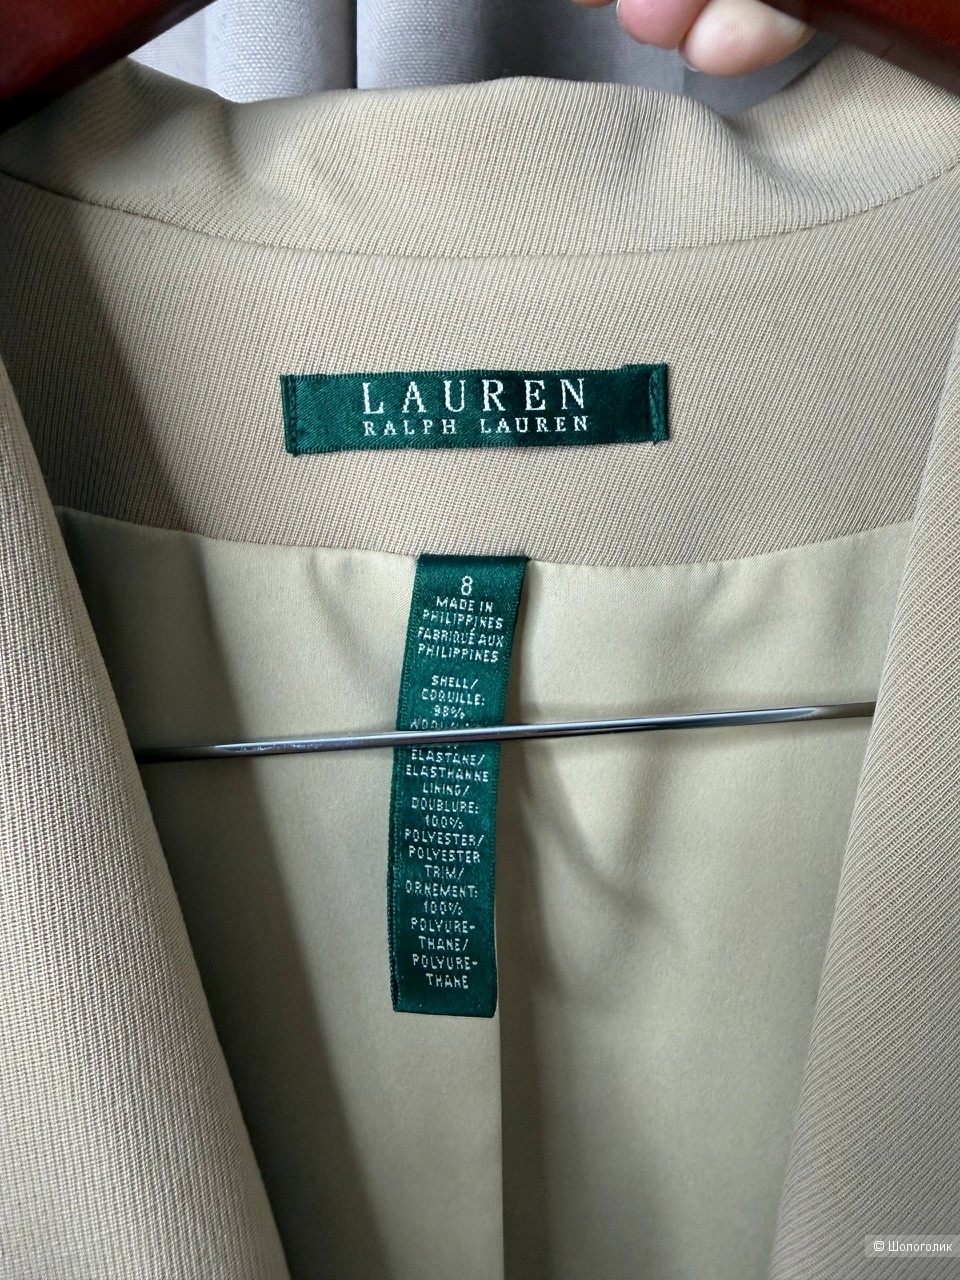 LAUREN
RALPH LAUREN
8
MADE IN
PHILIPPINES
FABRIQUÉ AUX
PHILIPPINES
SHELL/
COQUILLE:
98%
ELASTANE/
ELASTHANNE
LINING/
DOUBLURE:
100%
POLYESTER/
POLYESTER
TRIM/
ORNEMENT:
100%
POLYURE-
THANE/
POLYURE-
THANE
© Шопоголик